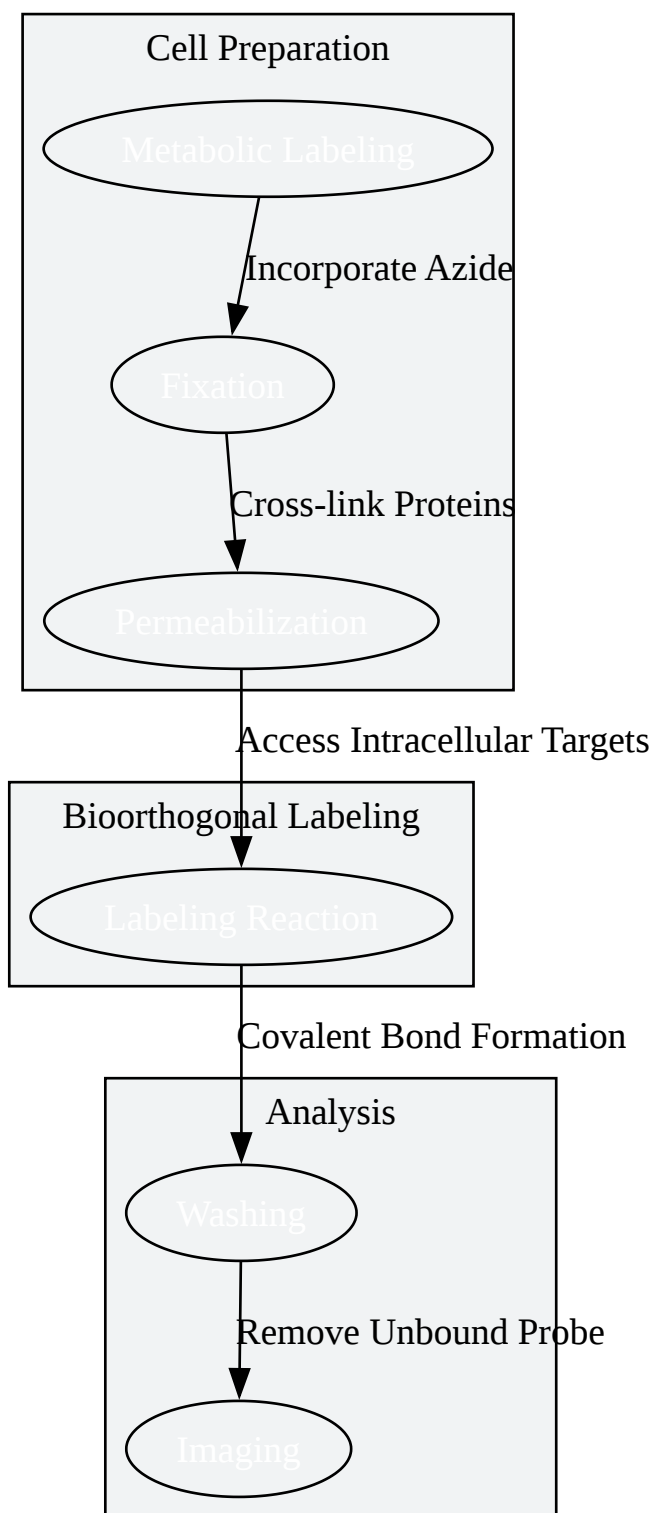 Cell Preparation
Metabolic Labeling
Incorporate Azide
Fixation
Cross-link Proteins
Permeabilization
Access Intracellular Targets
Bioorthogonal Labeling
Labeling Reaction
Covalent Bond Formation
Analysis
Washing
Remove Unbound Probe
Imaging